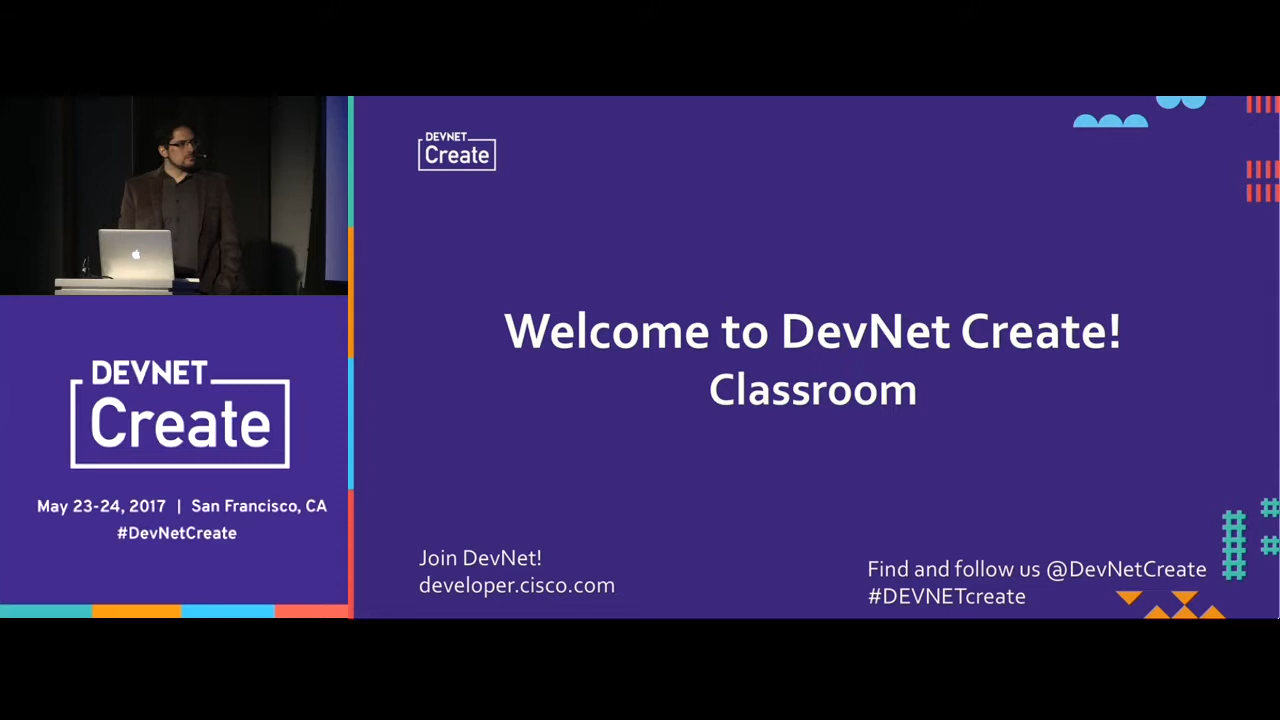 DEVNET
Create
May 23-24, 2017 | San Francisco, CA
#DevNetCreate
DEVNET
Create
Welcome to DevNet Create!
Classroom
Join DevNet!
developer.cisco.com
Find and follow us @DevNetCreate
#DEVNETcreate